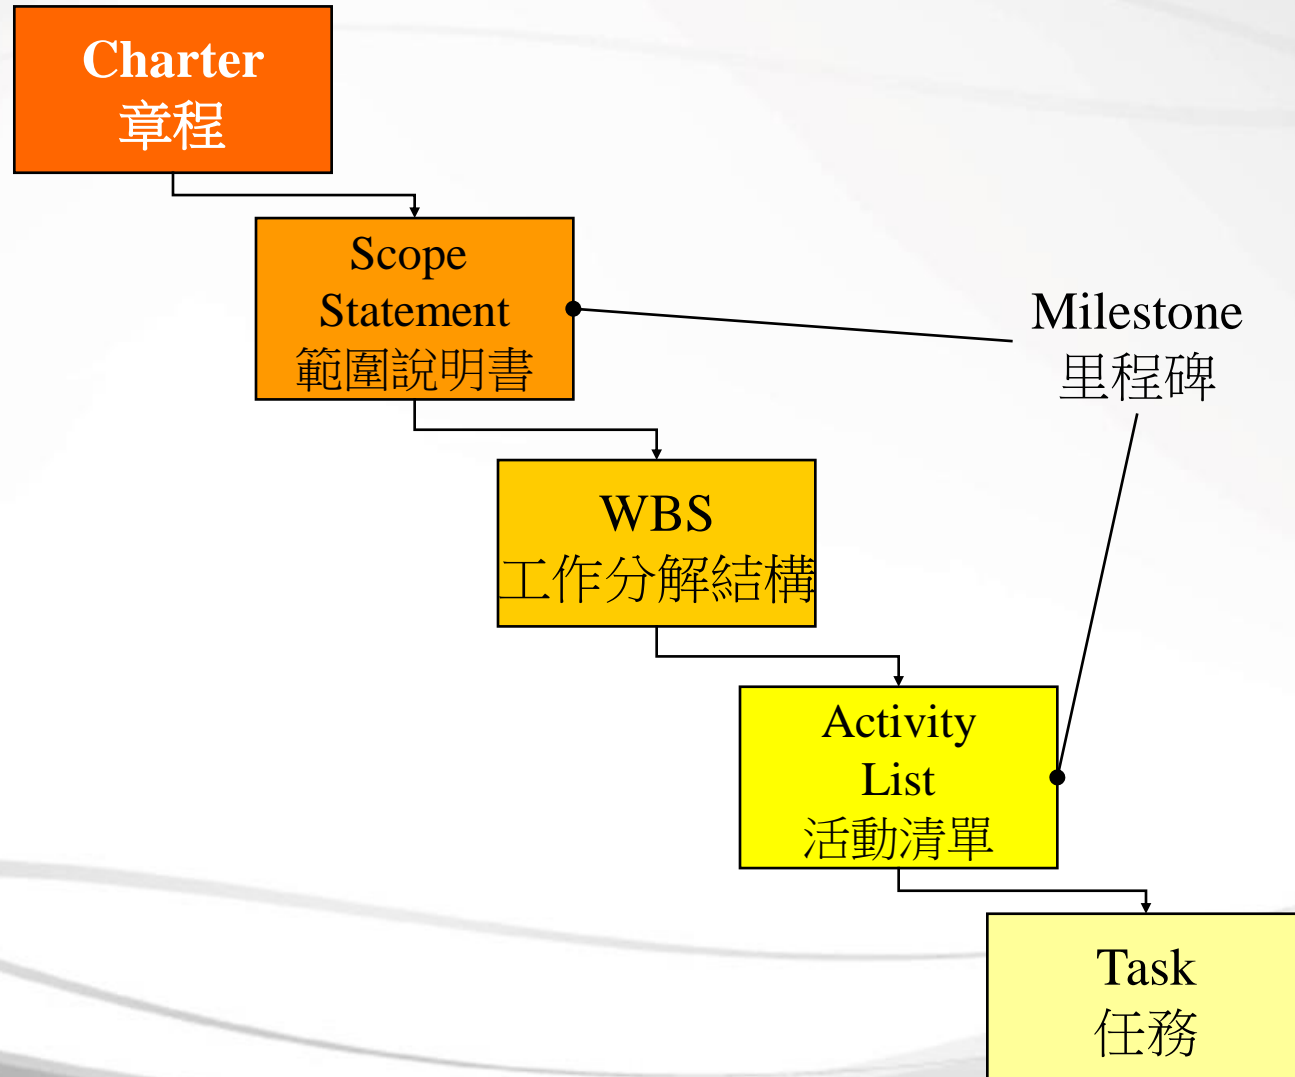 Charter
章程
Scope
Statement
範圍說明書
Milestone
里程碑
WBS
工作分解結構
Activity
List
活動清單
Task
任務